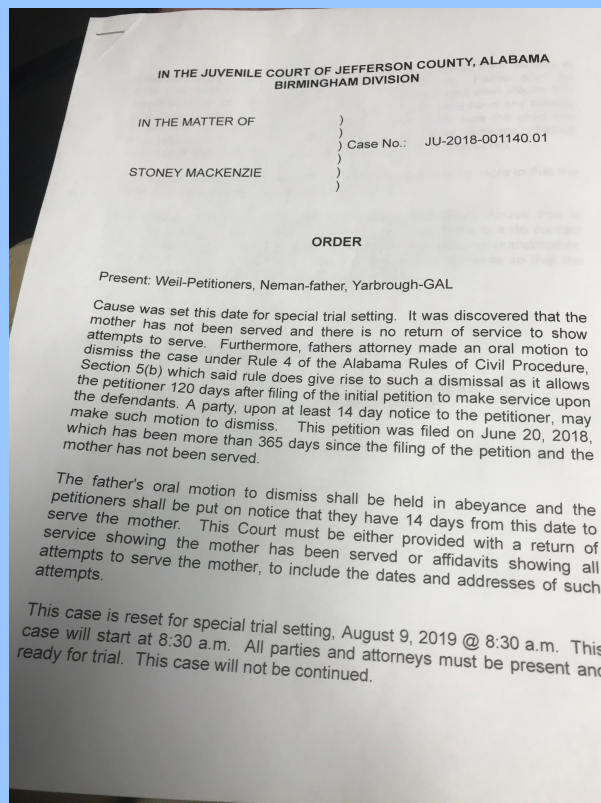 IN THE JUVENILE COURT OF JEFFERSON COUNTY, ALABAMA
BIRMINGHAM DIVISION
IN THE MATTER OF )
)
) Case No.: JU-2018-001140.01
)
STONEY MACKENZIE )
)
ORDER
Present: Weil-Petitioners, Neman-father, Yarbrough-GAL
Cause was set this date for special trial setting. It was discovered that the
mother has not been served and there is no return of service to show
attempts to serve. Furthermore, fathers attorney made an oral motion to
dismiss the case under Rule 4 of the Alabama Rules of Civil Procedure,
Section 5(b) which said rule does give rise to such a dismissal as it allows
the petitioner 120 days after filing of the initial petition to make service upon
the defendants. A party, upon at least 14 day notice to the petitioner, may
make such motion to dismiss. This petition was filed on June 20, 2018,
which has been more than 365 days since the filing of the petition and the
mother has not been served.
The father's oral motion to dismiss shall be held in abeyance and the
petitioners shall be put on notice that they have 14 days from this date to
serve the mother. This Court must be either provided with a return of
service showing the mother has been served or affidavits showing all
attempts to serve the mother, to include the dates and addresses of such
attempts.
This case is reset for special trial setting, August 9, 2019 @ 8:30 a.m. This
case will start at 8:30 a.m. All parties and attorneys must be present and
ready for trial. This case will not be continued.